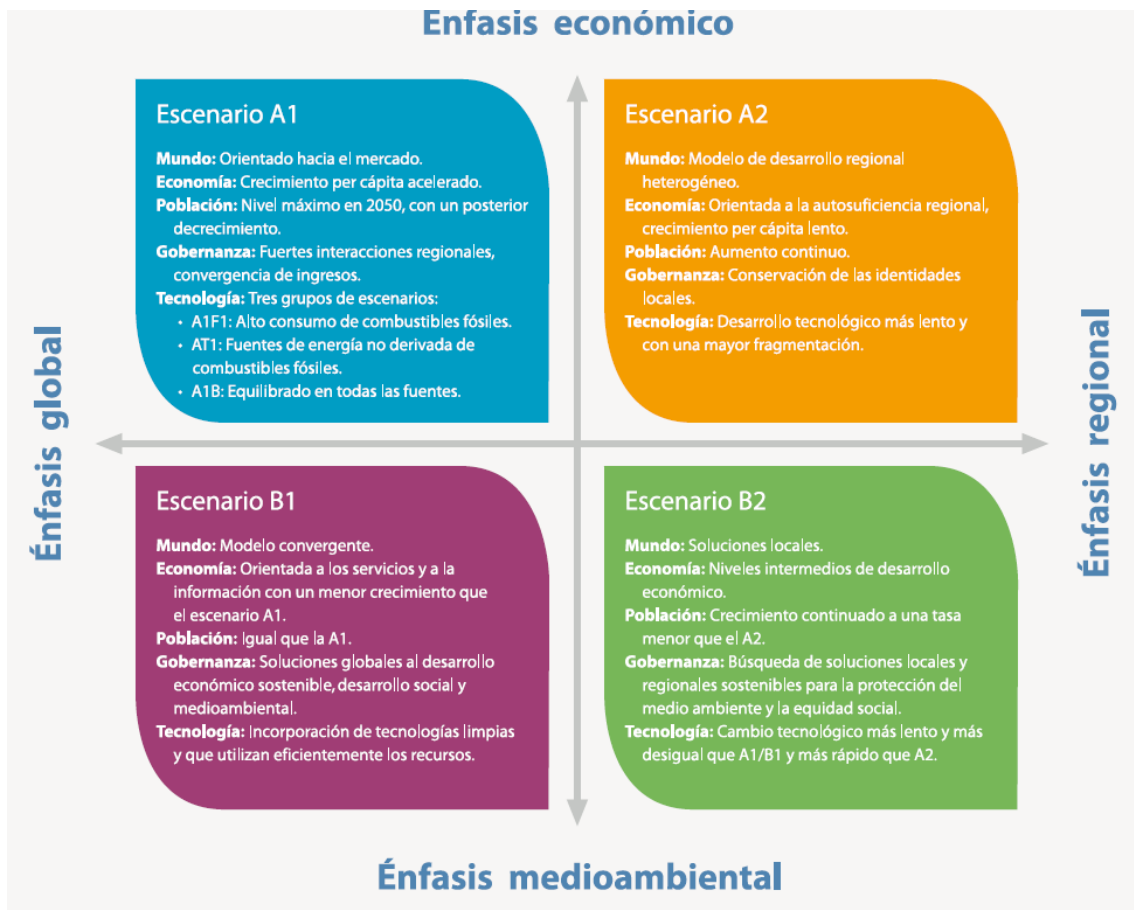 Enfasis económico
Escenario A1
Mundo: Orientado hacia el mercado.
Economía: Crecimiento per cápita acelerado.
Población: Nivel máximo en 2050, con un posterior
decrecimiento.
Gobernanza: Fuertes interacciones regionales,
convergencia de ingresos.
Tecnología: Tres grupos de escenarios:
• A1F1: Alto consumo de combustibles fósiles.
• AT1: Fuentes de energía no derivada de
combustibles fósiles.
• A1B: Equilibrado en todas las fuentes.
Escenario A2
Mundo: Modelo de desarrollo regional
heterogéneo.
Economía: Orientada a la autosuficiencia regional,
crecimiento per cápita lento.
Población: Aumento continuo.
Gobernanza: Conservación de las identidades
locales.
Tecnología: Desarrollo tecnológico más lento y
con una mayor fragmentación.
Énfasis global
Énfasis regional
Escenario B1
Mundo: Modelo convergente.
Economía: Orientada a los servicios y a la
información con un menor crecimiento que
el escenario A1.
Población: Igual que la A1.
Gobernanza: Soluciones globales al desarrollo
económico sostenible, desarrollo social y
medioambiental.
Tecnología: Incorporación de tecnologías limpias
y que utilizan eficientemente los recursos.
Escenario B2
Mundo: Soluciones locales.
Economía: Niveles intermedios de desarrollo
económico.
Población: Crecimiento continuado a una tasa
menor que el A2.
Gobernanza: Búsqueda de soluciones locales y
regionales sostenibles para la protección del
medio ambiente y la equidad social.
Tecnología: Cambio tecnológico más lento y más
desigual que A1/B1 y más rápido que A2.
Énfasis medioambiental